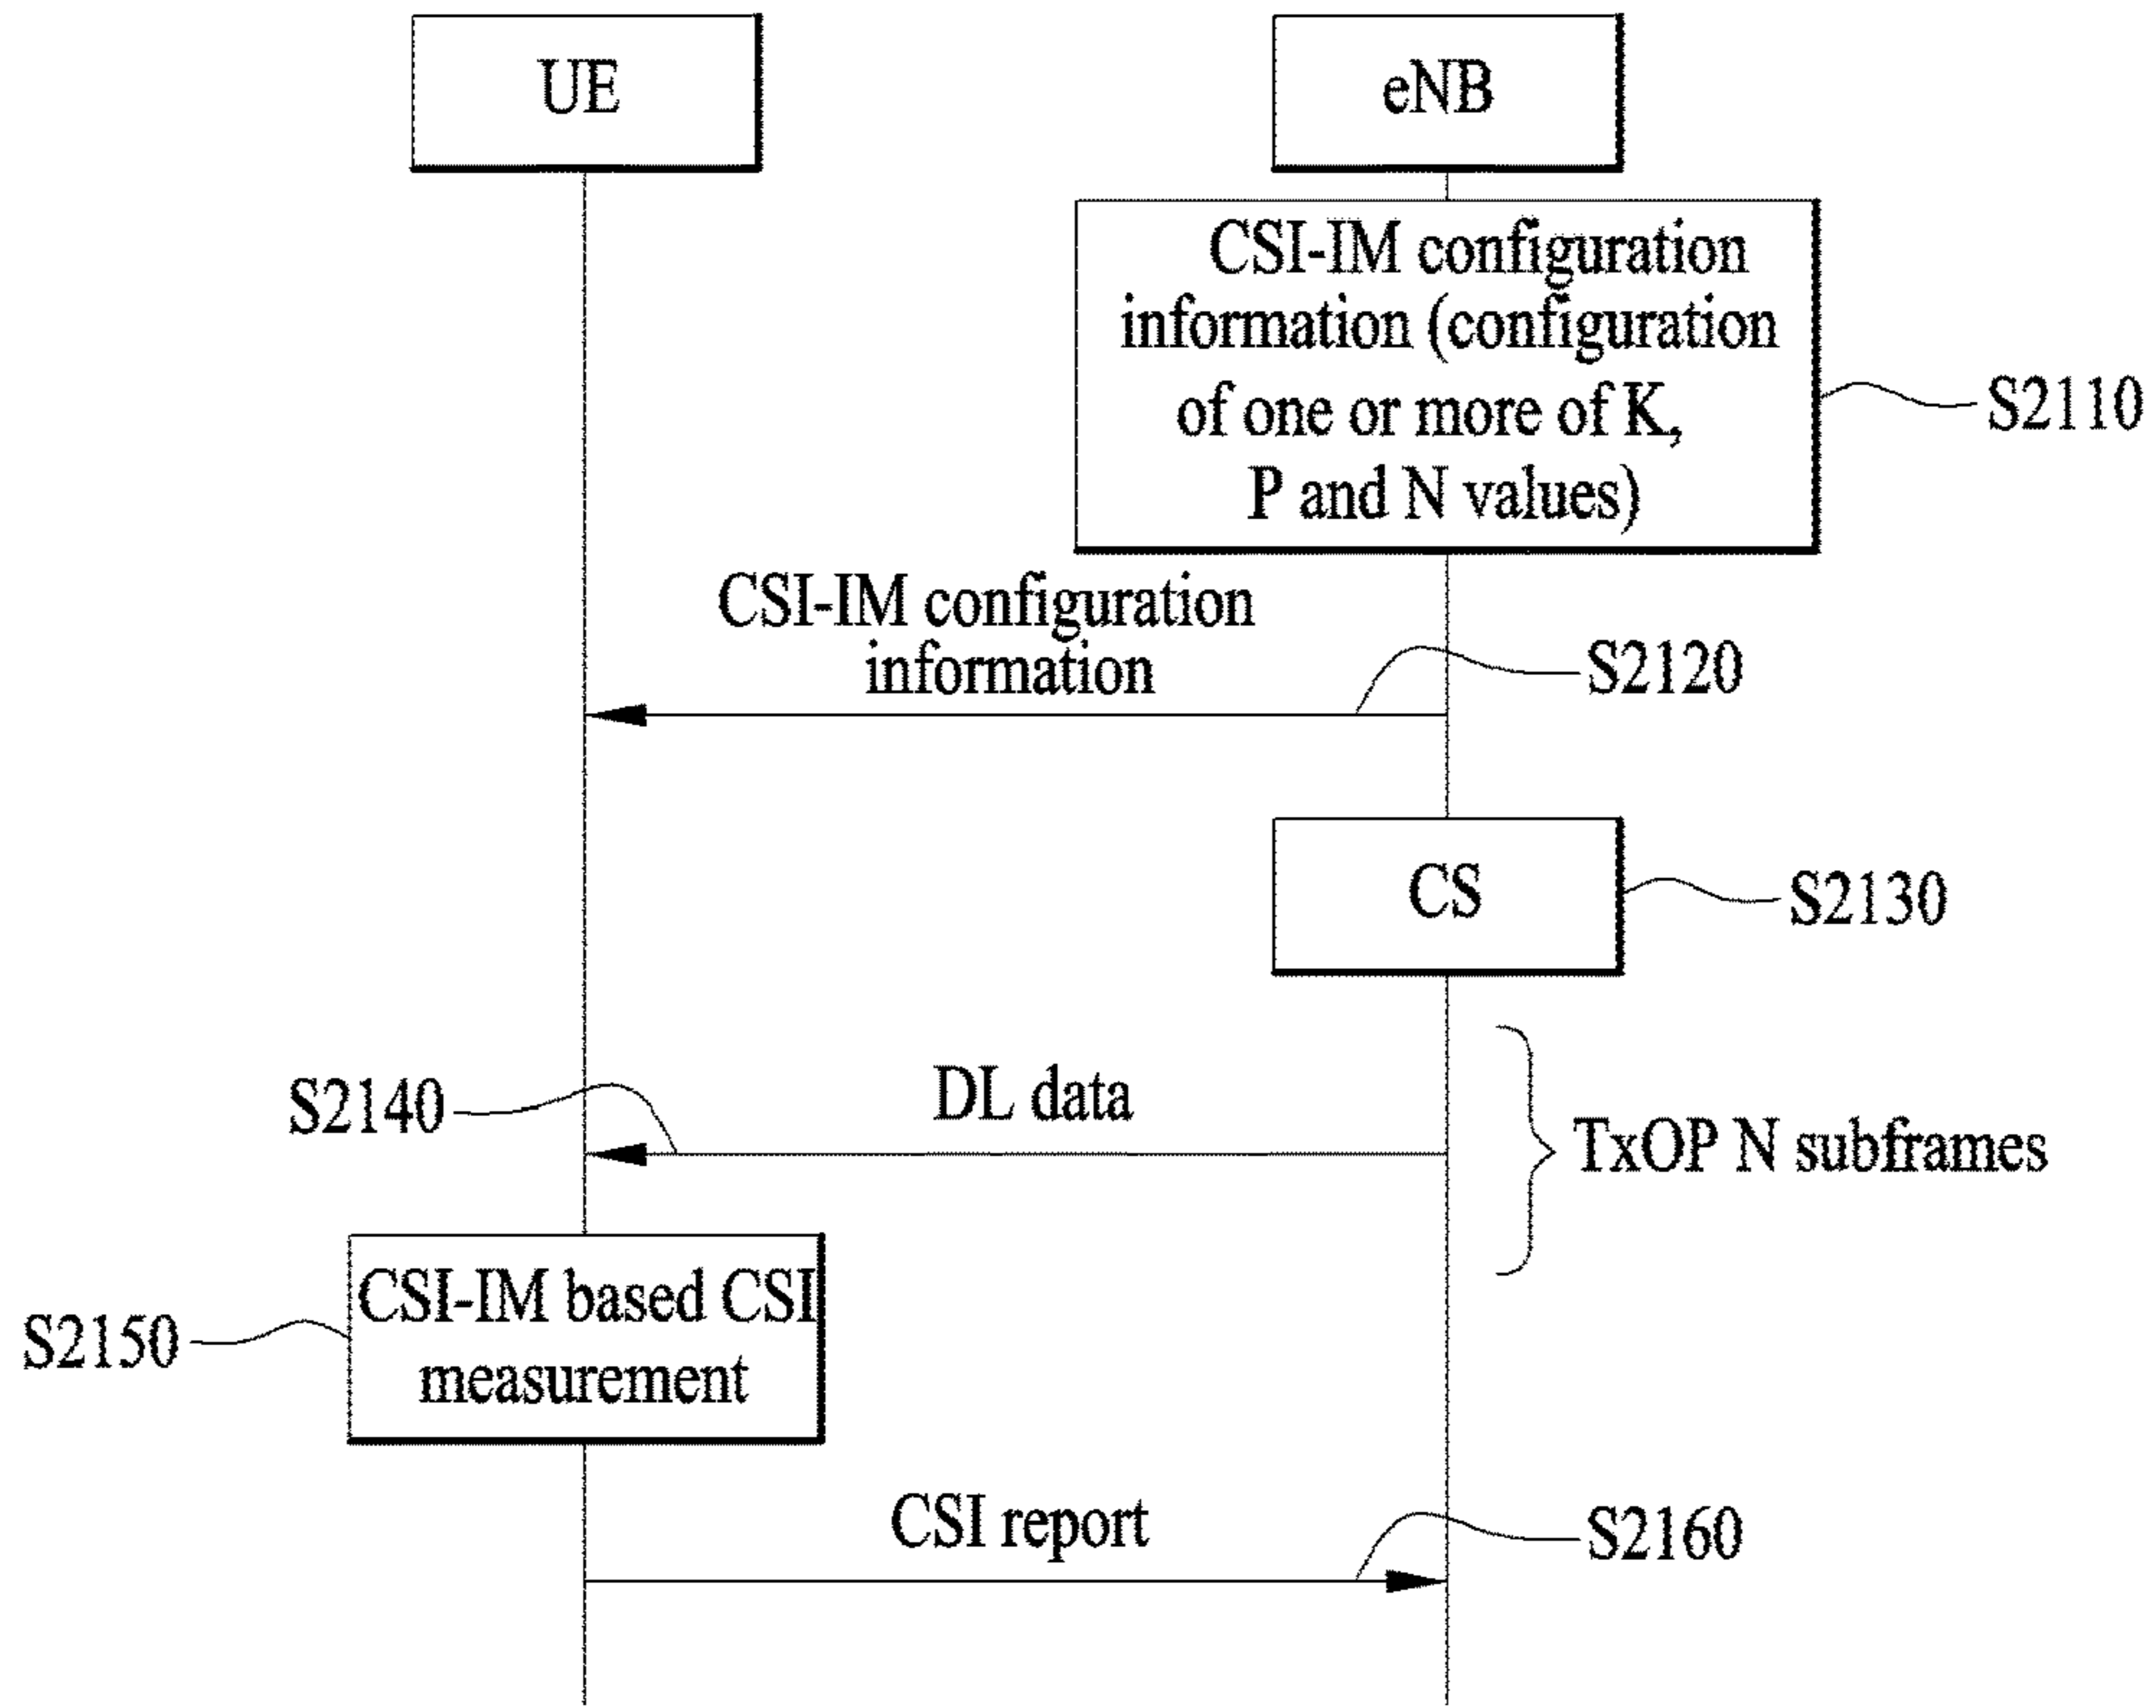 UE
eNB
CSI-IM configuration
information (configuration
of one or more of K,
P and N values)
S2110
CSI-IM configuration
information
S2120
CS
S2130
S2140
DL data
TxOP N subframes
CSI-IM based CSI
measurement
S2150
CSI report
S2160